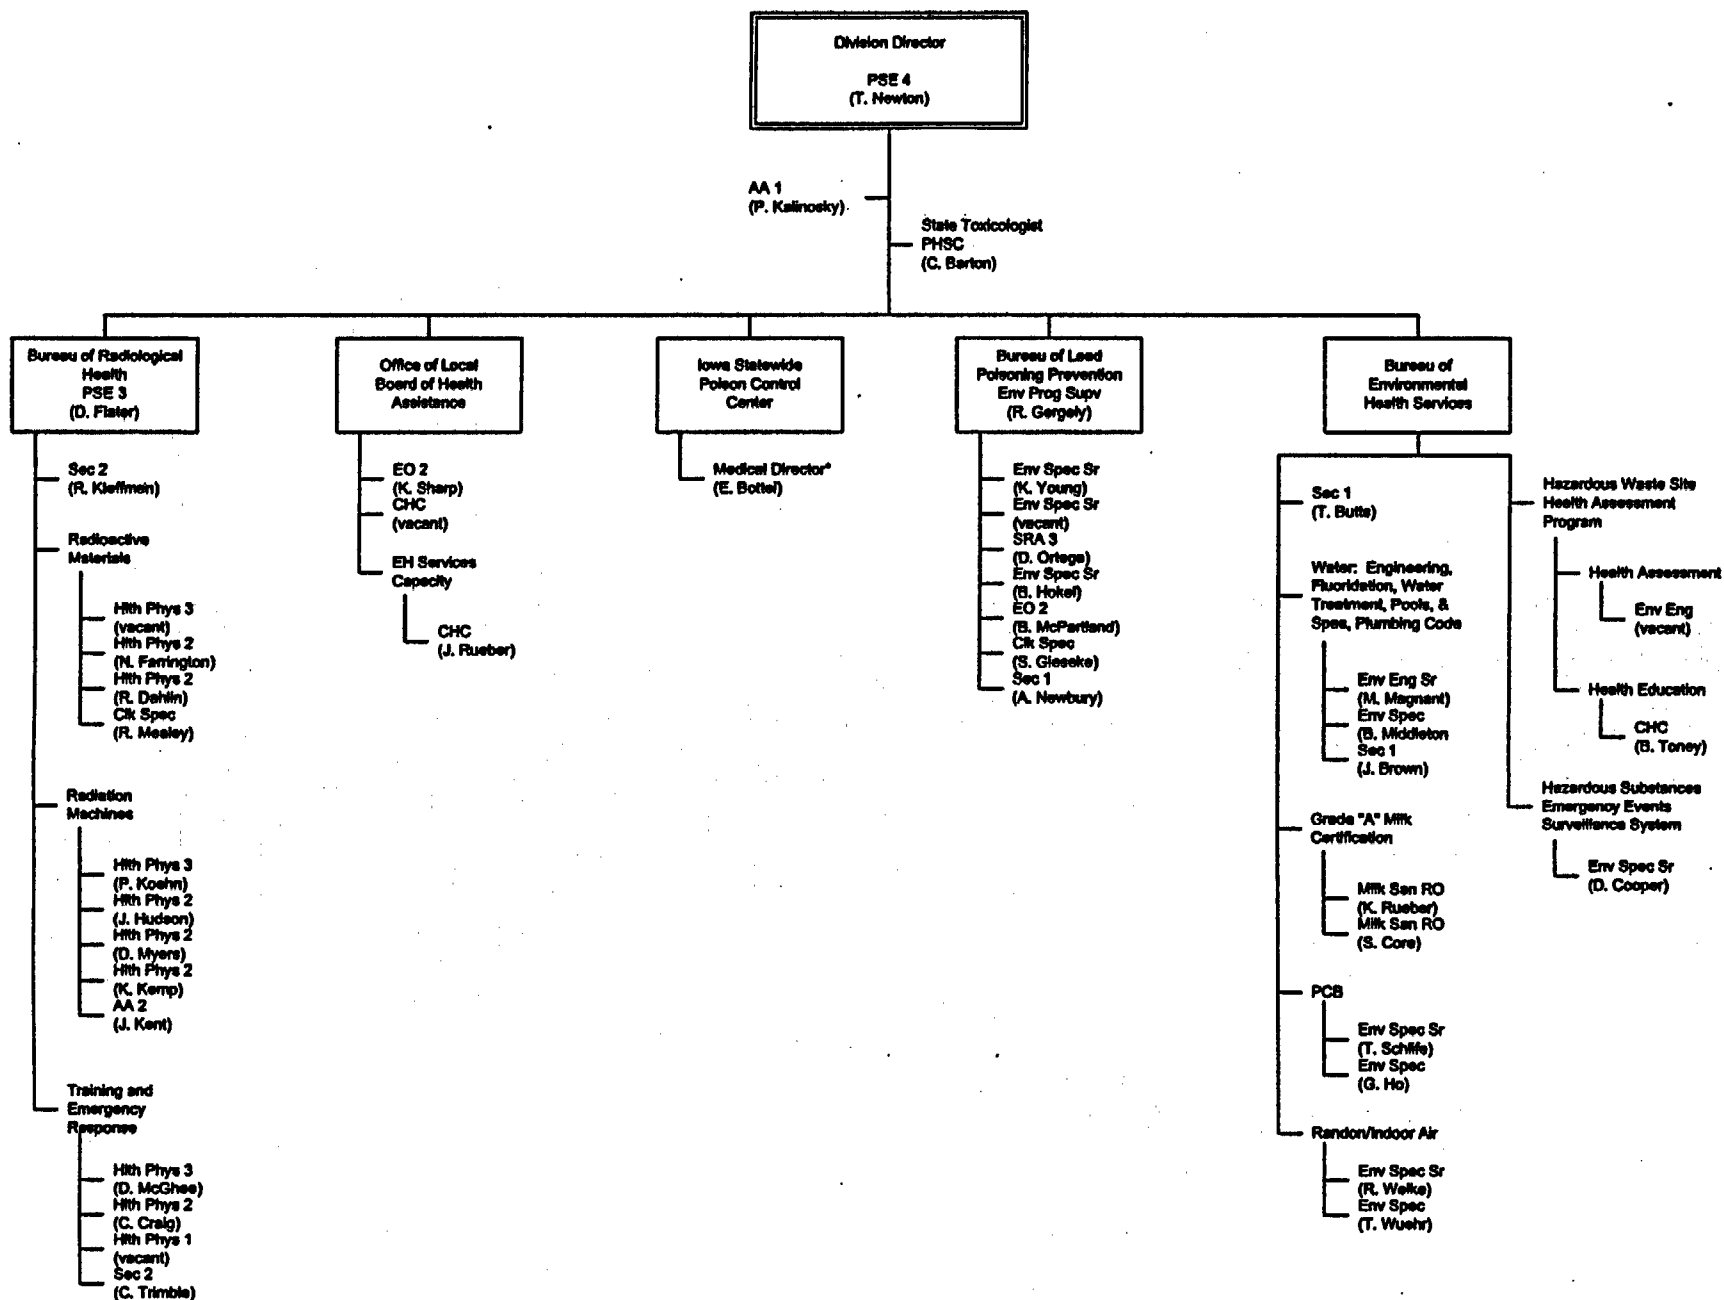 Division Director
PSE 4
(T. Newton)
AA 1
(P. Kalinosky)
State Toxicologist
PHSC
(C. Barton)
Bureau of Radiological
Health
PSE 3
(D. Flater)
Sec 2
(R. Kieffmein)
Radioactive
Materials
Hlth Phys 3
(vacant)
Hlth Phys 2
(N. Farrington)
Hlth Phys 2
(R. Dahlin)
Clk Spec
(R. Mealey)
Radiation
Machines
Hlth Phys 3
(P. Koehn)
Hlth Phys 2
(J. Hudson)
Hlth Phys 2
(D. Myers)
Hlth Phys 2
(K. Kemp)
AA 2
(J. Kent)
Training and
Emergency
Response
Hlth Phys 3
(D. McGhee)
Hlth Phys 2
(C. Craig)
Hlth Phys 1
(vacant)
Sec 2
(C. Trimble)
Office of Local
Board of Health
Assistance
EO 2
(K. Sharp)
CHC
(vacant)
EH Services
Capacity
CHC
(J. Rueber)
Iowa Statewide
Poison Control
Center
Medical Director*
(E. Bottei)
Bureau of Lead
Poisoning Prevention
Env Prog Supv
(R. Gergely)
Env Spec Sr
(K. Young)
Env Spec Sr
(vacant)
SRA 3
(D. Ortega)
Env Spec Sr
(B. Hokel)
EO 2
(B. McPartland)
Clk Spec
(S. Gieseke)
Sec 1
(A. Newbury)
Bureau of
Environmental
Health Services
Sec 1
(T. Butts)
Water: Engineering,
Fluoridation, Water
Treatment, Pools, &
Spas, Plumbing Code
Env Eng Sr
(M. Magnant)
Env Spec
(B. Middleton
Sec 1
(J. Brown)
Grade "A" Milk
Certification
Milk San RO
(K. Rueber)
Milk San RO
(S. Core)
PCB
Env Spec Sr
(T. Schlife)
Env Spec
(G. Ho)
Randon/Indoor Air
Env Spec Sr
(R. Welke)
Env Spec
(T. Wuehr)
Hazardous Waste Site
Health Assessment
Program
Health Assessment
Env Eng
(vacant)
Health Education
CHC
(B. Toney)
Hazardous Substances
Emergency Events
Surveillance System
Env Spec Sr
(D. Cooper)